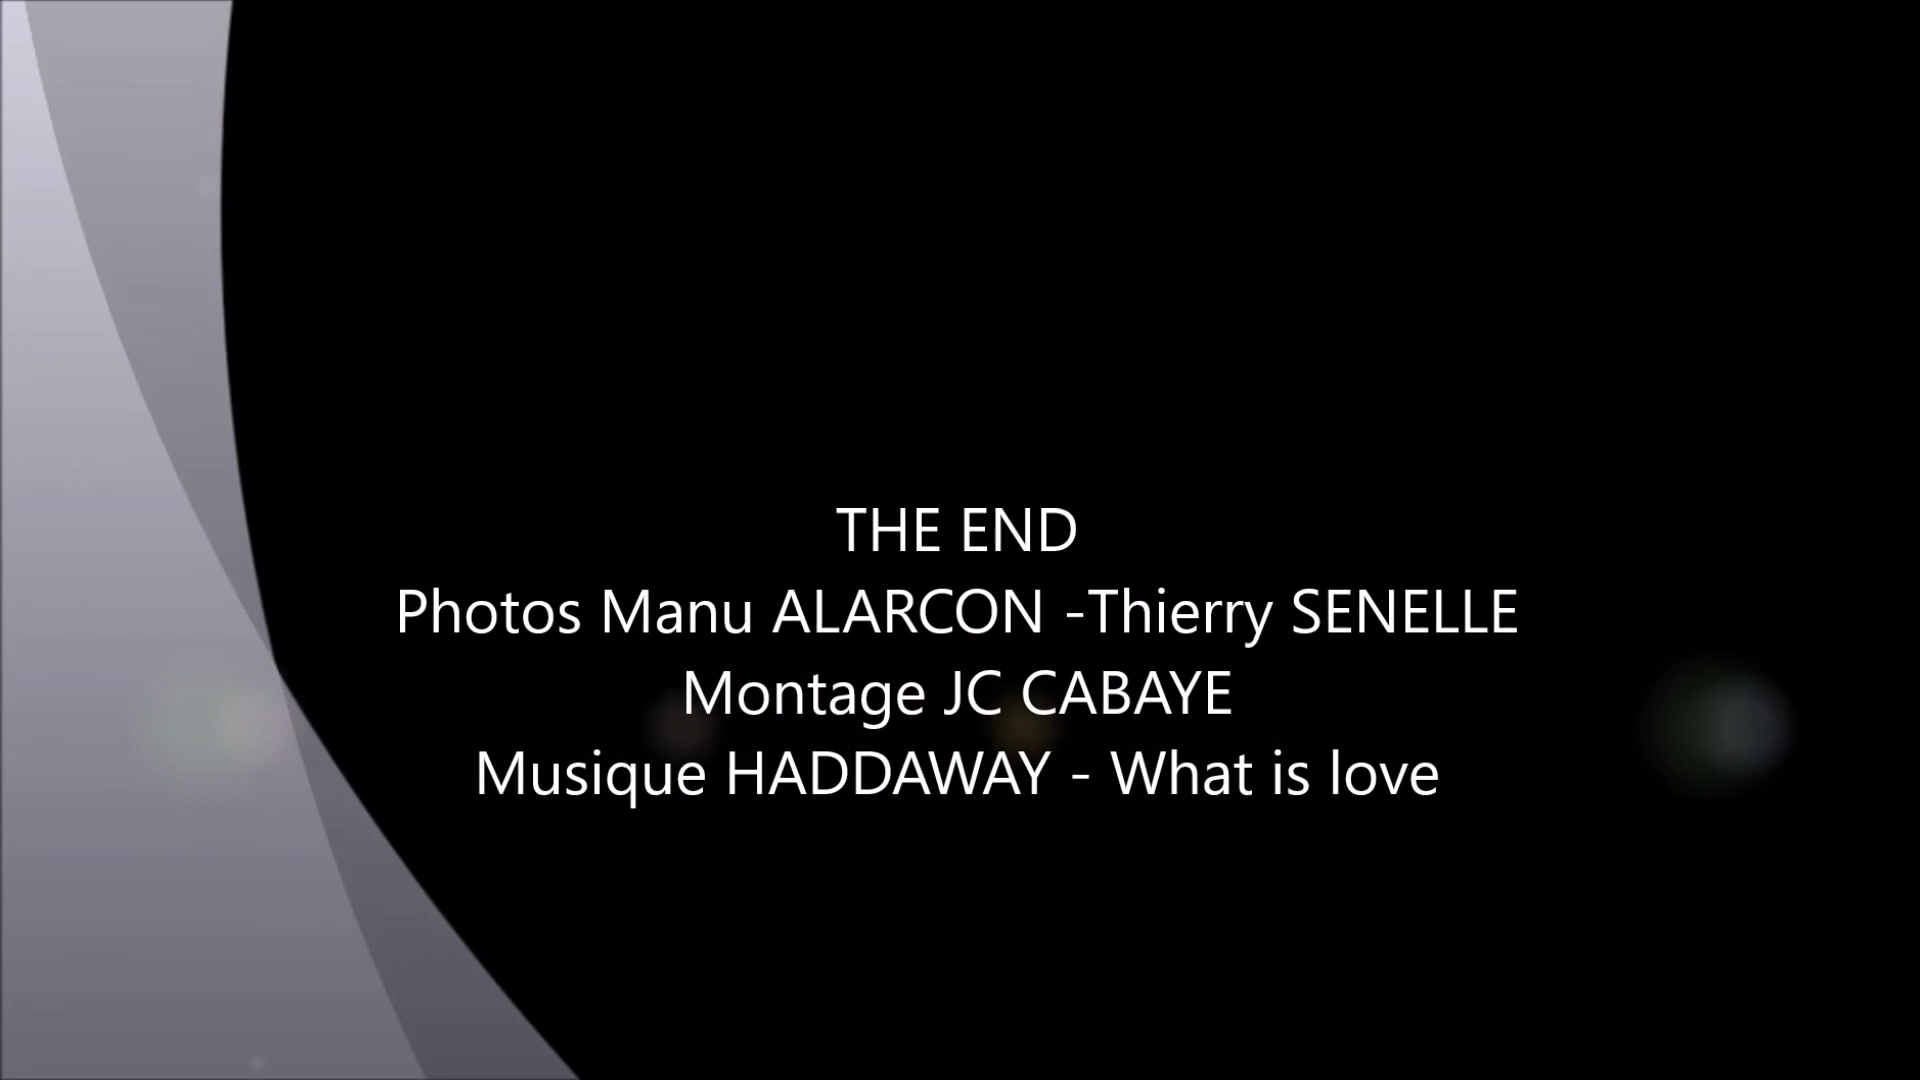 THE END
Photos Manu ALARCON -Thierry SENELLE
Montage JC CABAYE
Musique HADDAWAY - What is love